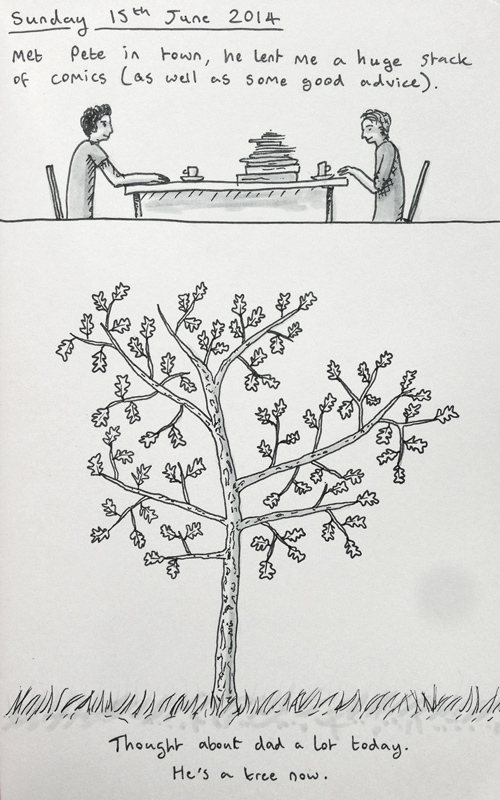 Sunday 15th June 2014
Met Pete in town, he lent me a huge stack
of comics (as well as some good advice).
Thought about dad a lot today.
He's a tree now.